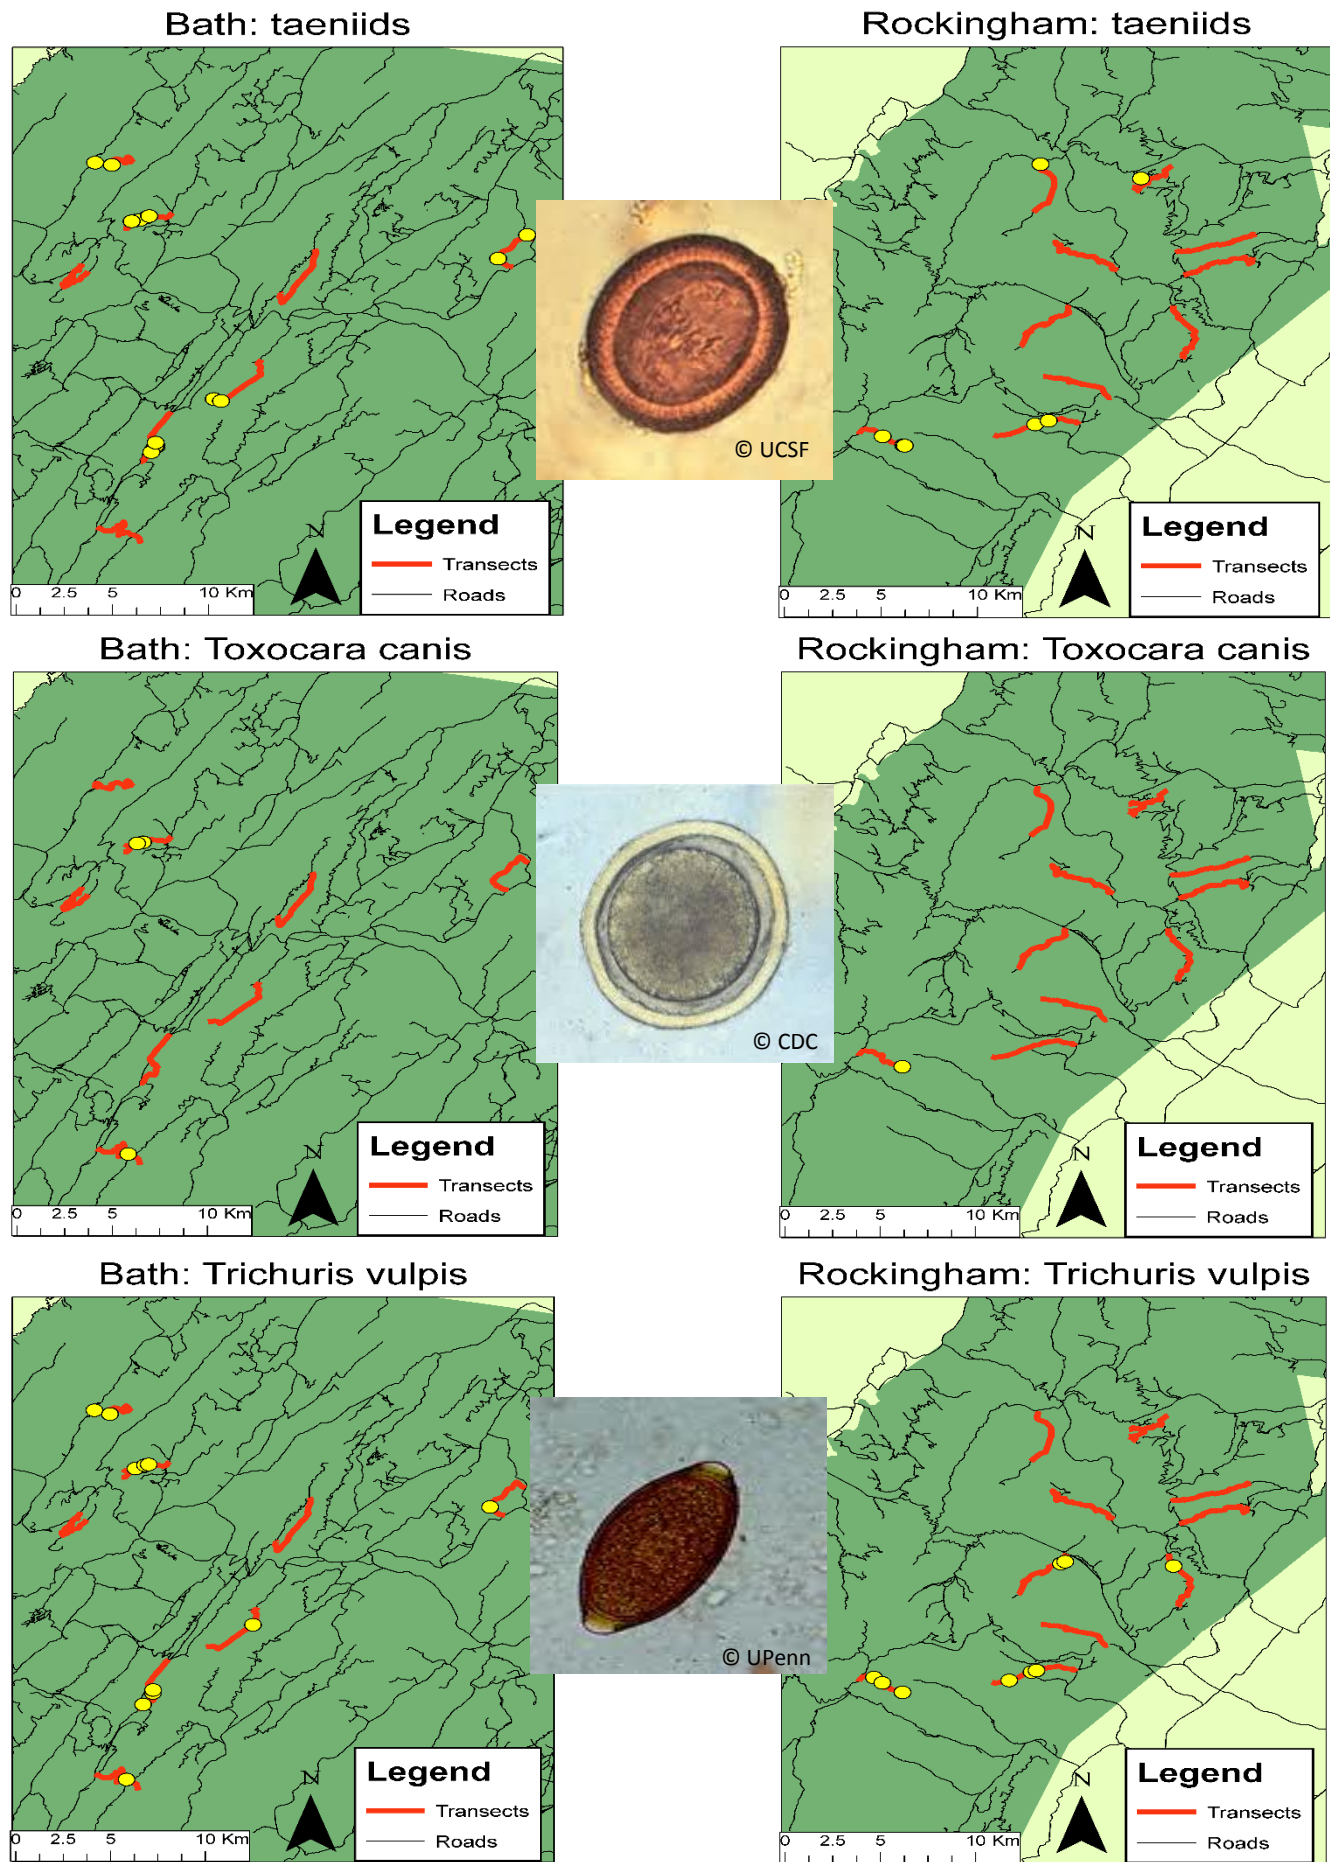 Bath: taeniids
Rockingham: taeniids
© UCSF
N
Legend
Transects
Roads
0 2.5 5 10 Km
N
Legend
Transects
Roads
0 2.5 5 10 Km
Bath: Toxocara canis
Rockingham: Toxocara canis
© CDC
N
Legend
Transects
Roads
0 2.5 5 10 Km
N
Legend
Transects
Roads
0 2.5 5 10 Km
Bath: Trichuris vulpis
Rockingham: Trichuris vulpis
© UPenn
N
Legend
Transects
Roads
0 2.5 5 10 Km
N
Legend
Transects
Roads
0 2.5 5 10 Km